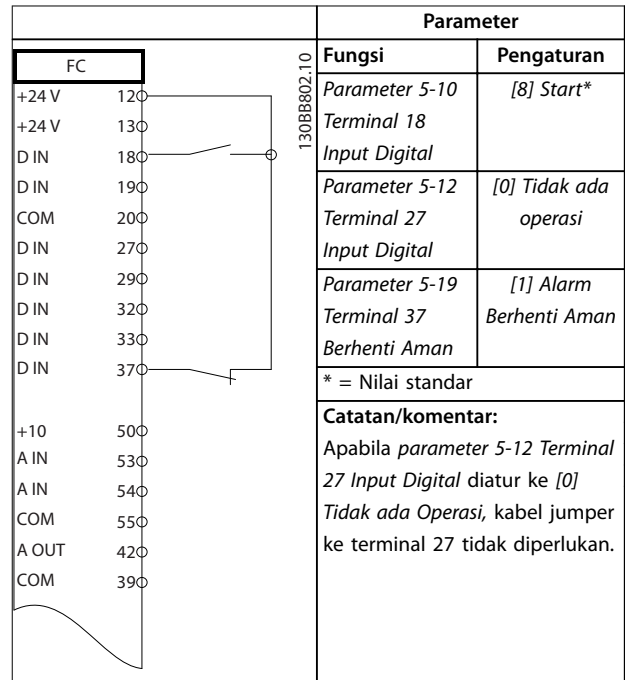 Parameter
FC
+24 V 12
+24 V 13
D IN 18
D IN 19
COM 20
D IN 27
D IN 29
D IN 32
D IN 33
D IN 37
+10 50
A IN 53
A IN 54
COM 55
A OUT 42
COM 39
130BB802.10
Fungsi Pengaturan
Parameter 5-10 [8] Start*
Terminal 18
Input Digital
Parameter 5-12 [0] Tidak ada
Terminal 27 operasi
Input Digital
Parameter 5-19 [1] Alarm
Terminal 37 Berhenti Aman
Berhenti Aman
* = Nilai standar
Catatan/komentar:
Apabila parameter 5-12 Terminal
27 Input Digital diatur ke [0]
Tidak ada Operasi, kabel jumper
ke terminal 27 tidak diperlukan.